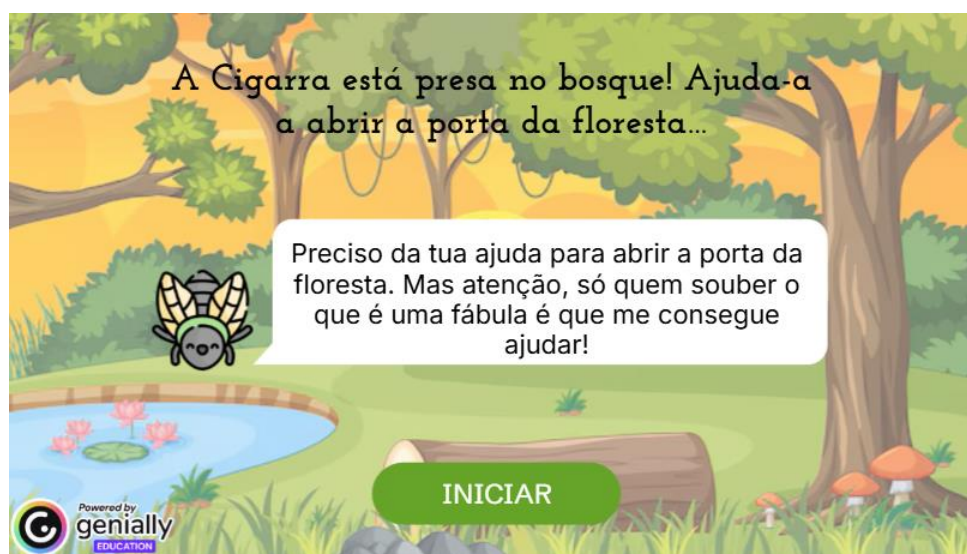 A Cigarra está presa no bosque! Ajuda-a
a abrir a porta da floresta...
Preciso da tua ajuda para abrir a porta da
floresta. Mas atenção, só quem souber o
que é uma fábula é que me consegue
ajudar!
INICIAR
Powered by
genially
EDUCATION